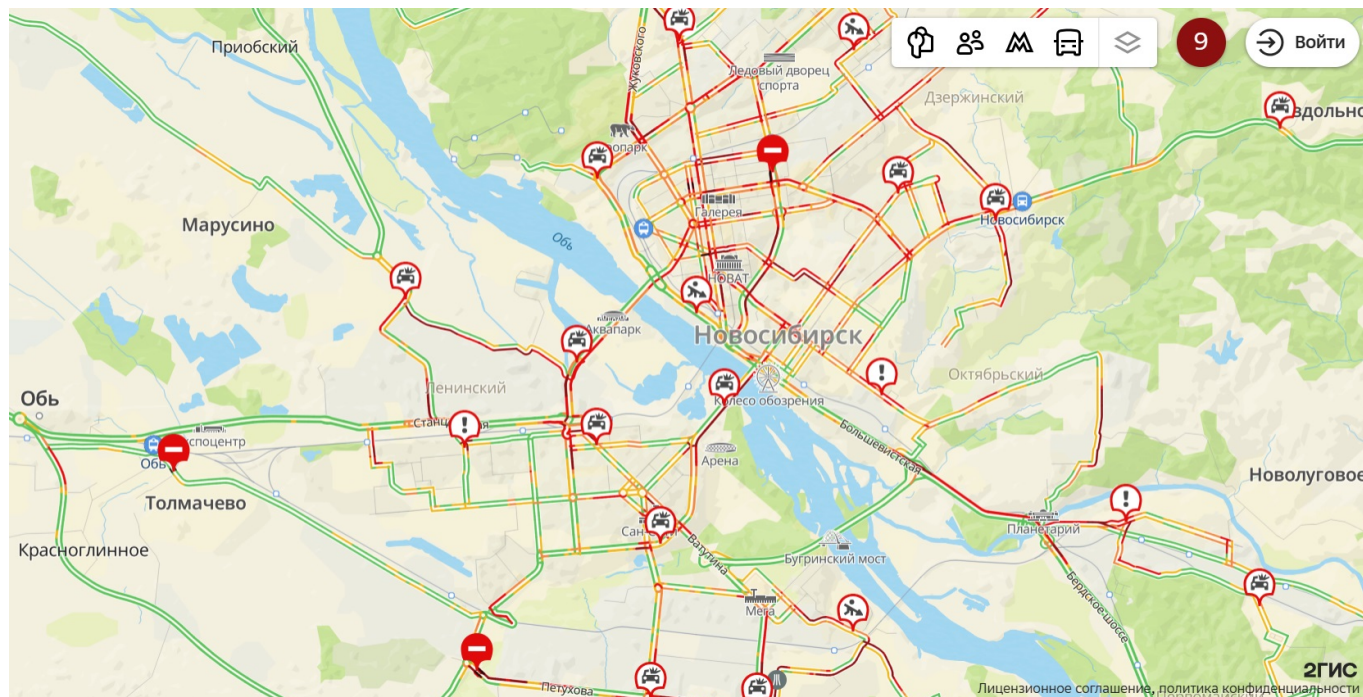 Приобский
Жуковского
9
Войти
Ледовый дворец
спорта
Дзержинский
Марусино
Галерея
Новосибирск
Обь
НОВАТ
Аквапарк
Новосибирск
Ленинский
Октябрьский
Колесо обозрения
Обь
Большевистская
Арена
Обь
Толмачево
Новолуговое
Планетарий
Красноглинное
Ватутина
Бугринский мост
Бердское шоссе
Мега
Петухова
2ГИС
Лицензионное соглашение, политика конфиденциальности